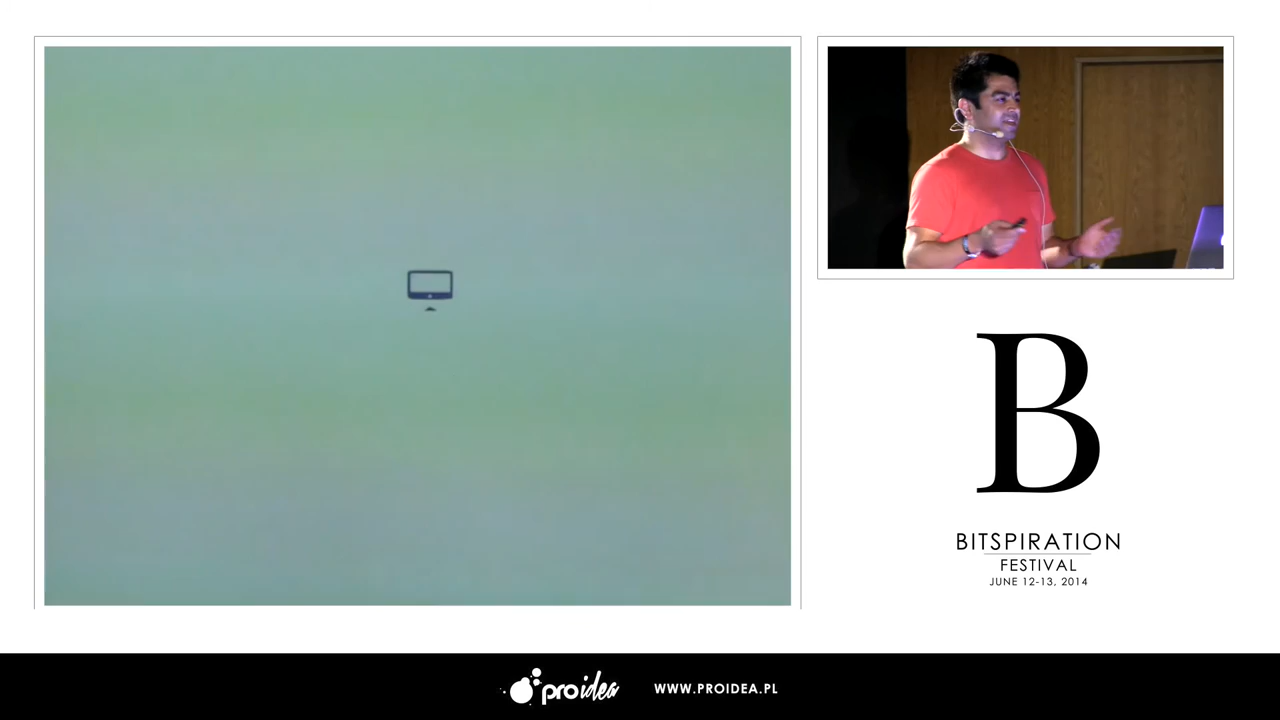 B
BITSPIRATION
FESTIVAL
JUNE 12-13, 2014
proidea
WWW.PROIDEA.PL